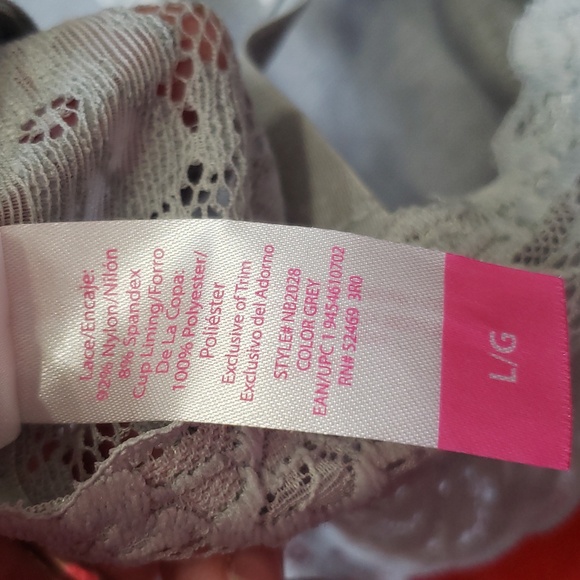 Lace/Encaje:
92% Nylon/Nilon
8% Spandex
Cup Lining/Forro
De La Copa:
100% Polyester/
Poliéster
Exclusive of Trim
Exclusivo del Adorno
STYLE# NB2028
COLOR GREY
EAN/UPC 1 94546 10702
RN# 52469 3R0
L/G